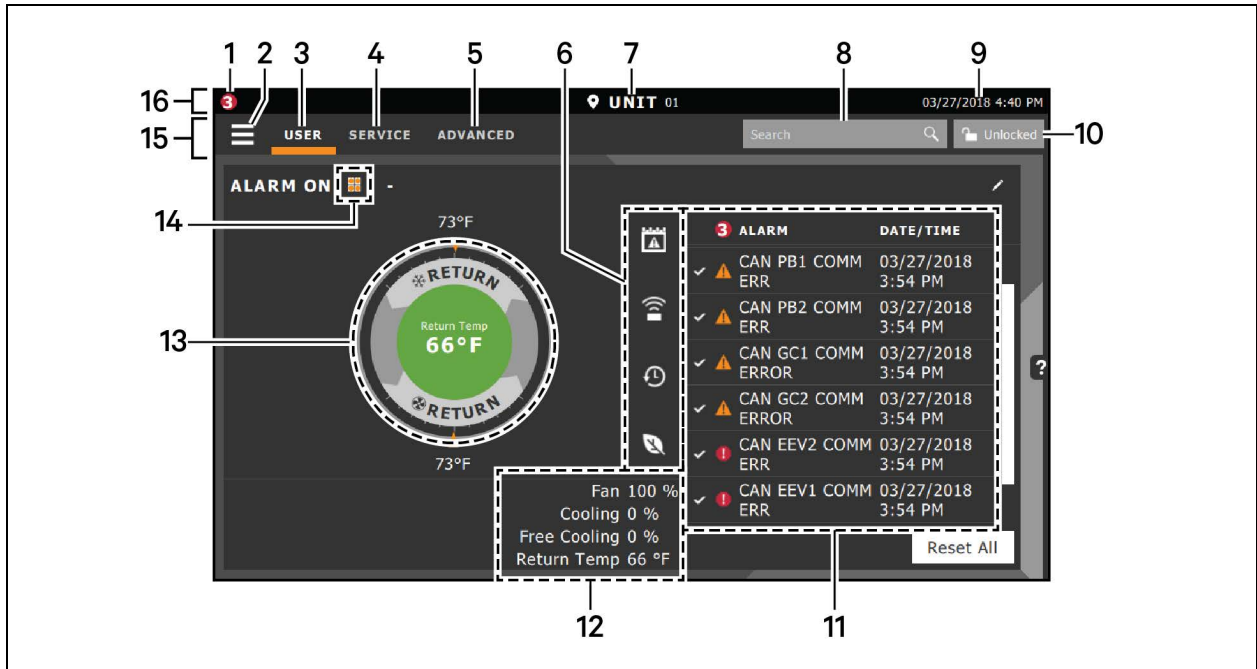 1 2 3 4 5 6 7 8 9
16
3 UNIT 01 03/27/2018 4:40 PM
15
USER SERVICE ADVANCED Search Unlocked
10
ALARM ON -
14
73°F
RETURN
Return Temp
66°F
RETURN
73°F
13
3 ALARM DATE/TIME
CAN PB1 COMM 03/27/2018
ERR 3:54 PM
CAN PB2 COMM 03/27/2018
ERR 3:54 PM
CAN GC1 COMM 03/27/2018
ERROR 3:54 PM
CAN GC2 COMM 03/27/2018
ERROR 3:54 PM
CAN EEV2 COMM 03/27/2018
ERR 3:54 PM
CAN EEV1 COMM 03/27/2018
ERR 3:54 PM
?
Fan 100 %
Cooling 0 %
Free Cooling 0 %
Return Temp 66 °F
Reset All
12 11